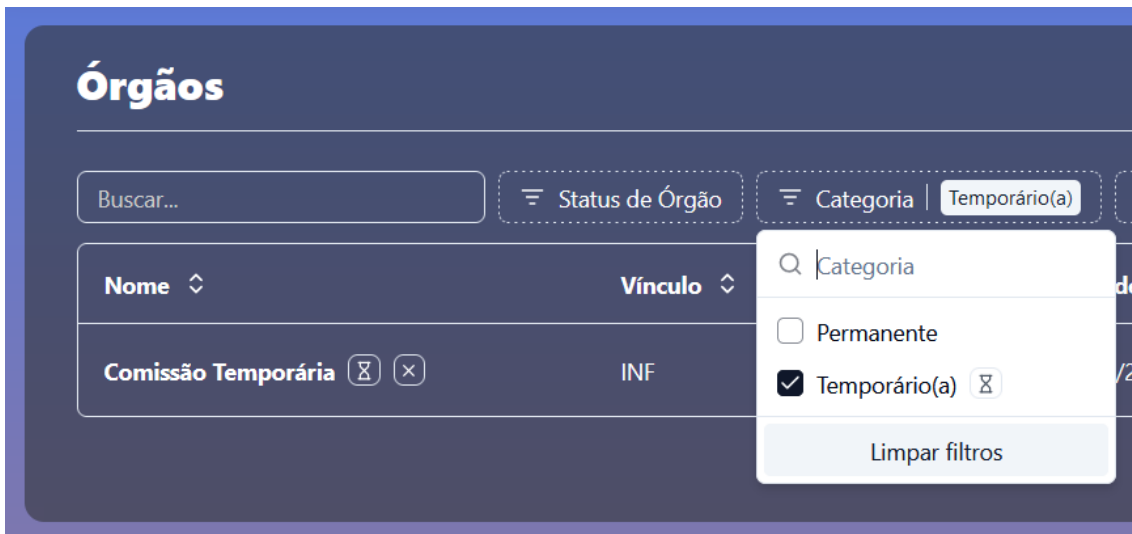 Órgãos
Buscar...
Status de Órgão
Categoria
Temporário(a)
Nome
Vínculo
Comissão Temporária
INF
Categoria
Permanente
Temporário(a)
Limpar filtros